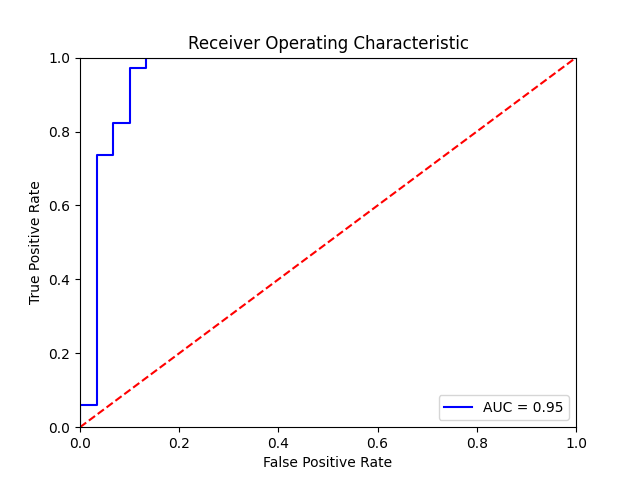 Receiver Operating Characteristic
1.0
0.8
0.6
0.4
0.2
0.0
True Positive Rate
AUC = 0.95
0.0 0.2 0.4 0.6 0.8 1.0
False Positive Rate